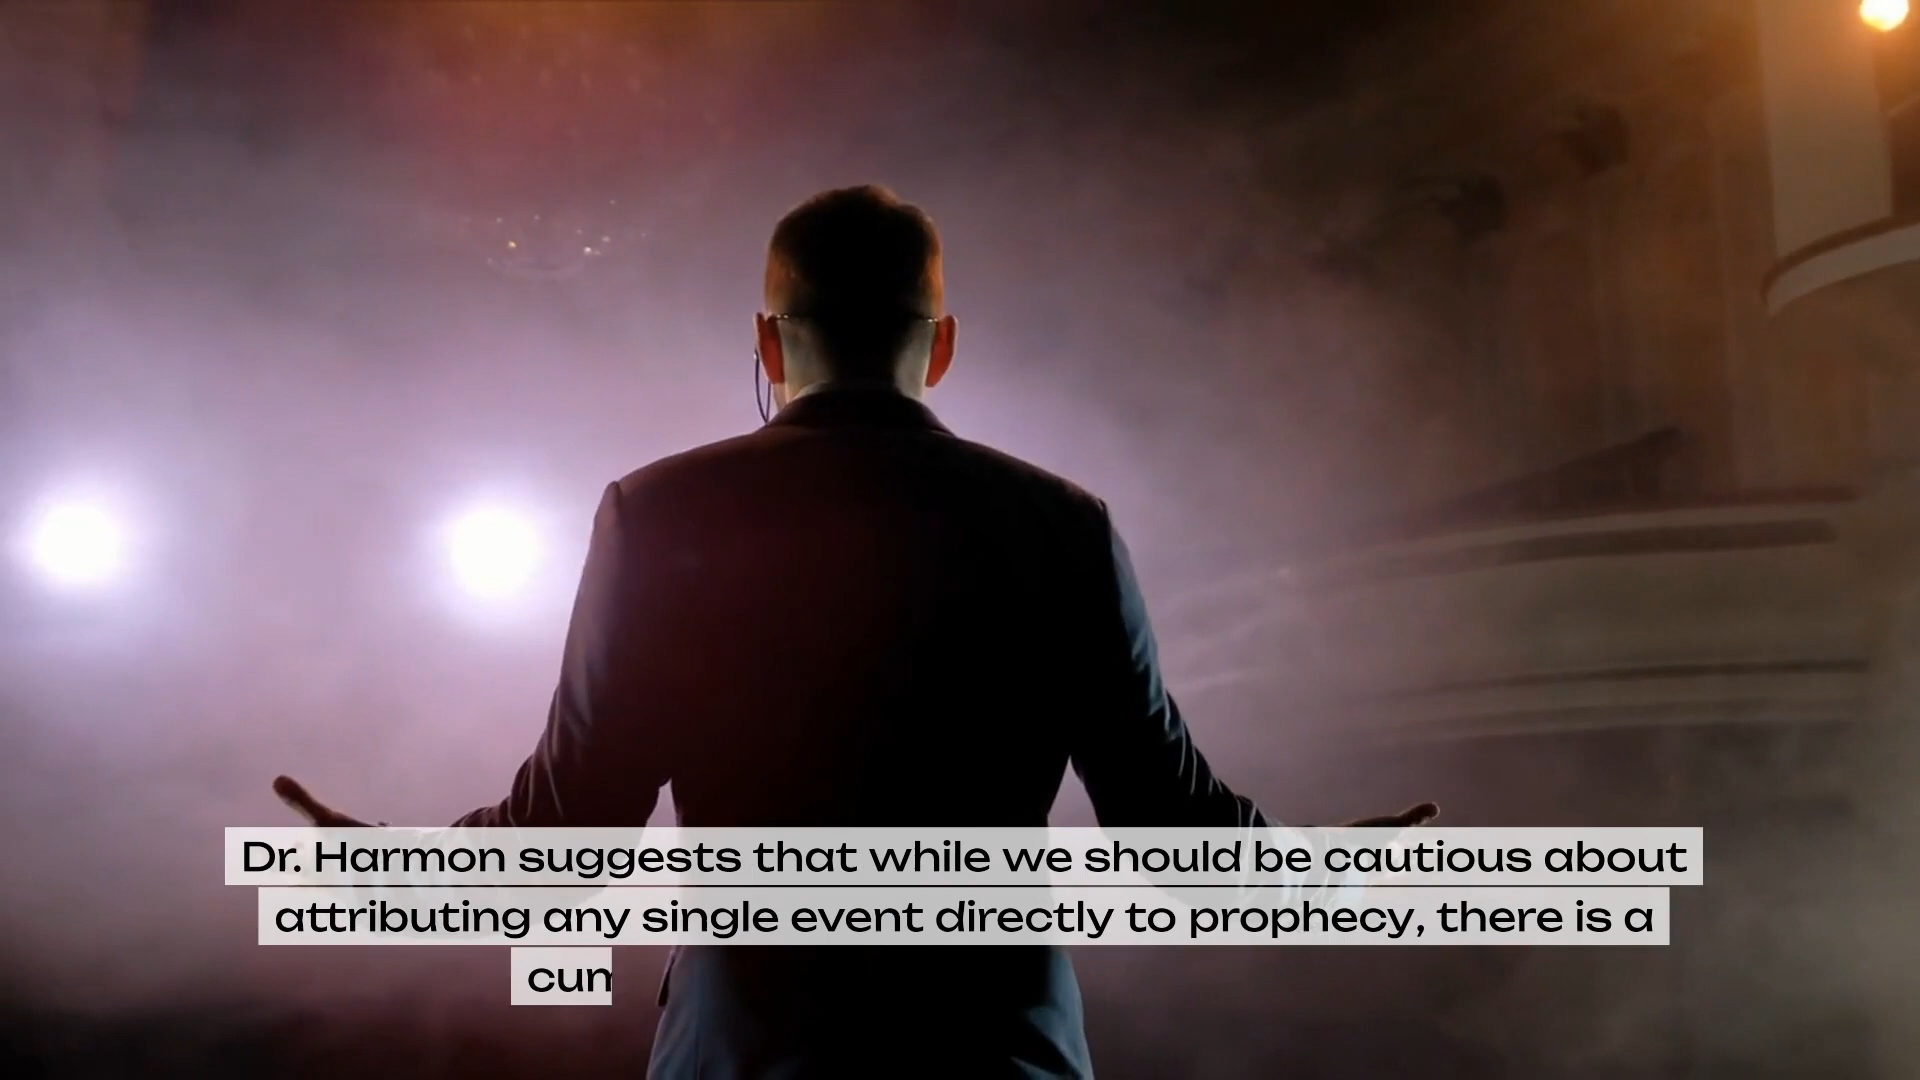 Dr. Harmon suggests that while we should be cautious about
attributing any single event directly to prophecy, there is a